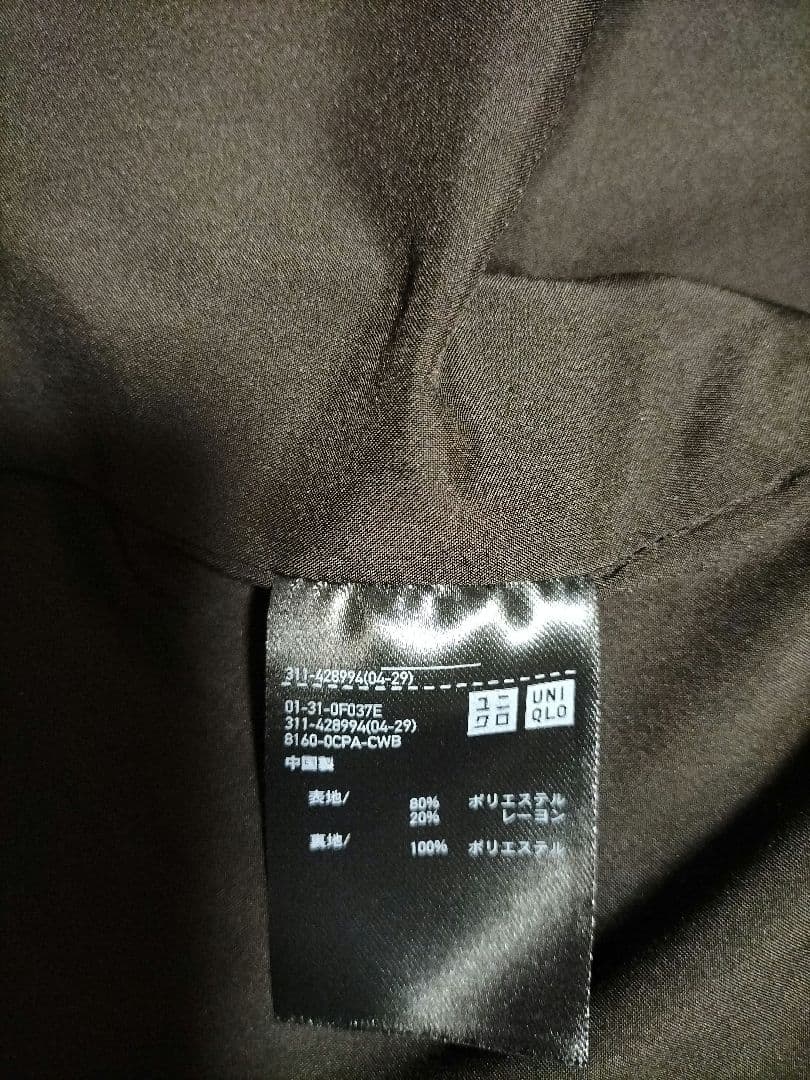 311-428994(04-29)
01-31-0F037E
311-428994(04-29)
8160-0CPA-CWB
中国製
ユニ
クロ
UNI
QLO
表地/ 80% ポリエステル
20% レーヨン
裏地/ 100% ポリエステル